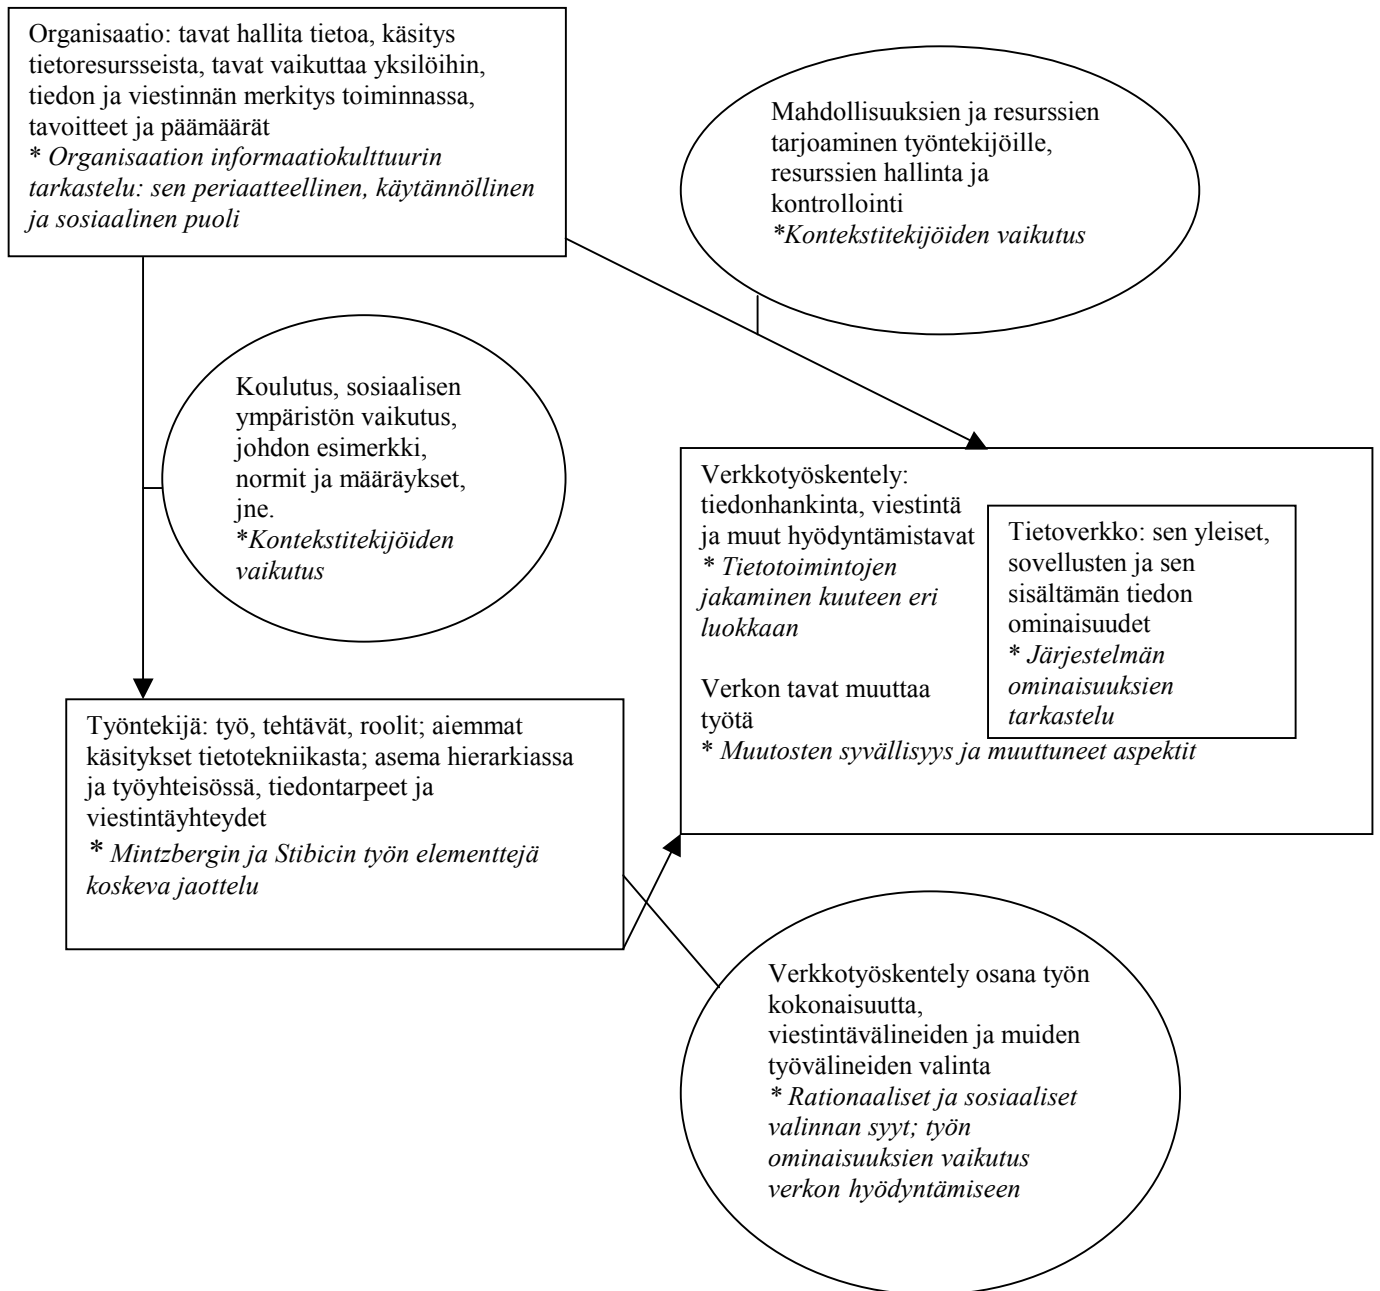 Organisaatio: tavat hallita tietoa, käsitys
tietoresursseista, tavat vaikuttaa yksilöihin,
tiedon ja viestinnän merkitys toiminnassa,
tavoitteet ja päämäärät
* Organisaation informaatiokulttuurin
tarkastelu: sen periaatteellinen, käytännöllinen
ja sosiaalinen puoli
Mahdollisuuksien ja resurssien
tarjoaminen työntekijöille,
resurssien hallinta ja
kontrollointi
*Kontekstitekijöiden vaikutus
Koulutus, sosiaalisen
ympäristön vaikutus,
johdon esimerkki,
normit ja määräykset,
jne.
*Kontekstitekijöiden
vaikutus
Verkkotyöskentely:
tiedonhankinta, viestintä
ja muut hyödyntämistavat
* Tietotoimintojen
jakaminen kuuteen eri
luokkaan
Verkon tavat muuttaa
työtä
* Muutosten syvällisyys ja muuttuneet aspektit
Tietoverkko: sen yleiset,
sovellusten ja sen
sisältämän tiedon
ominaisuudet
* Järjestelmän
ominaisuuksien
tarkastelu
Työntekijä: työ, tehtävät, roolit; aiemmat
käsitykset tietotekniikasta; asema hierarkiassa
ja työyhteisössä, tiedontarpeet ja
viestintäyhteydet
* Mintzbergin ja Stibicin työn elementtejä
koskeva jaottelu
Verkkotyöskentely osana työn
kokonaisuutta,
viestintävälineiden ja muiden
työvälineiden valinta
* Rationaaliset ja sosiaaliset
valinnan syyt; työn
ominaisuuksien vaikutus
verkon hyödyntämiseen